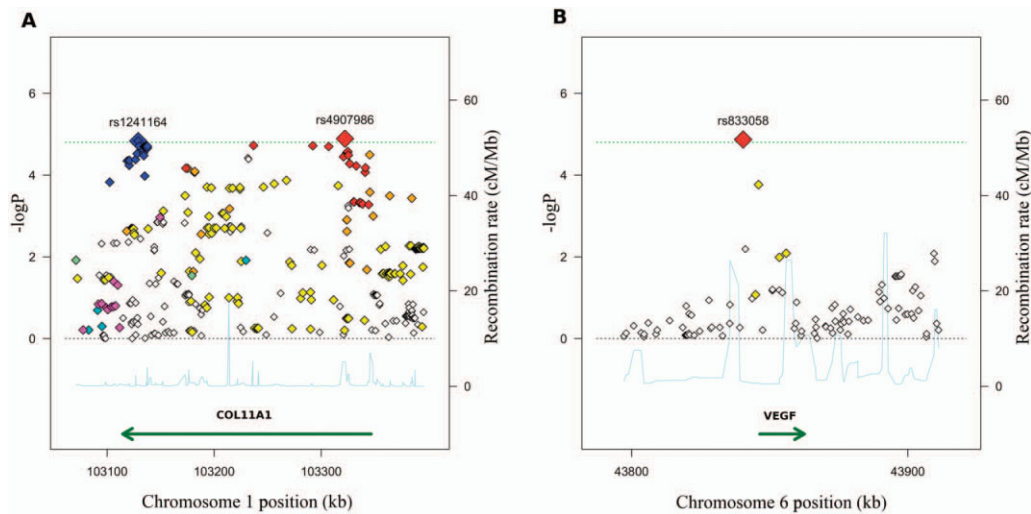 A
rs1241164
rs4907986
6
4
2
0
60
40
20
0
-logP
Recombination rate (cM/Mb)
COL11A1
103100
103200
103300
Chromosome 1 position (kb)
B
rs833058
6
4
2
0
60
40
20
0
-logP
Recombination rate (cM/Mb)
VEGF
43800
43900
Chromosome 6 position (kb)